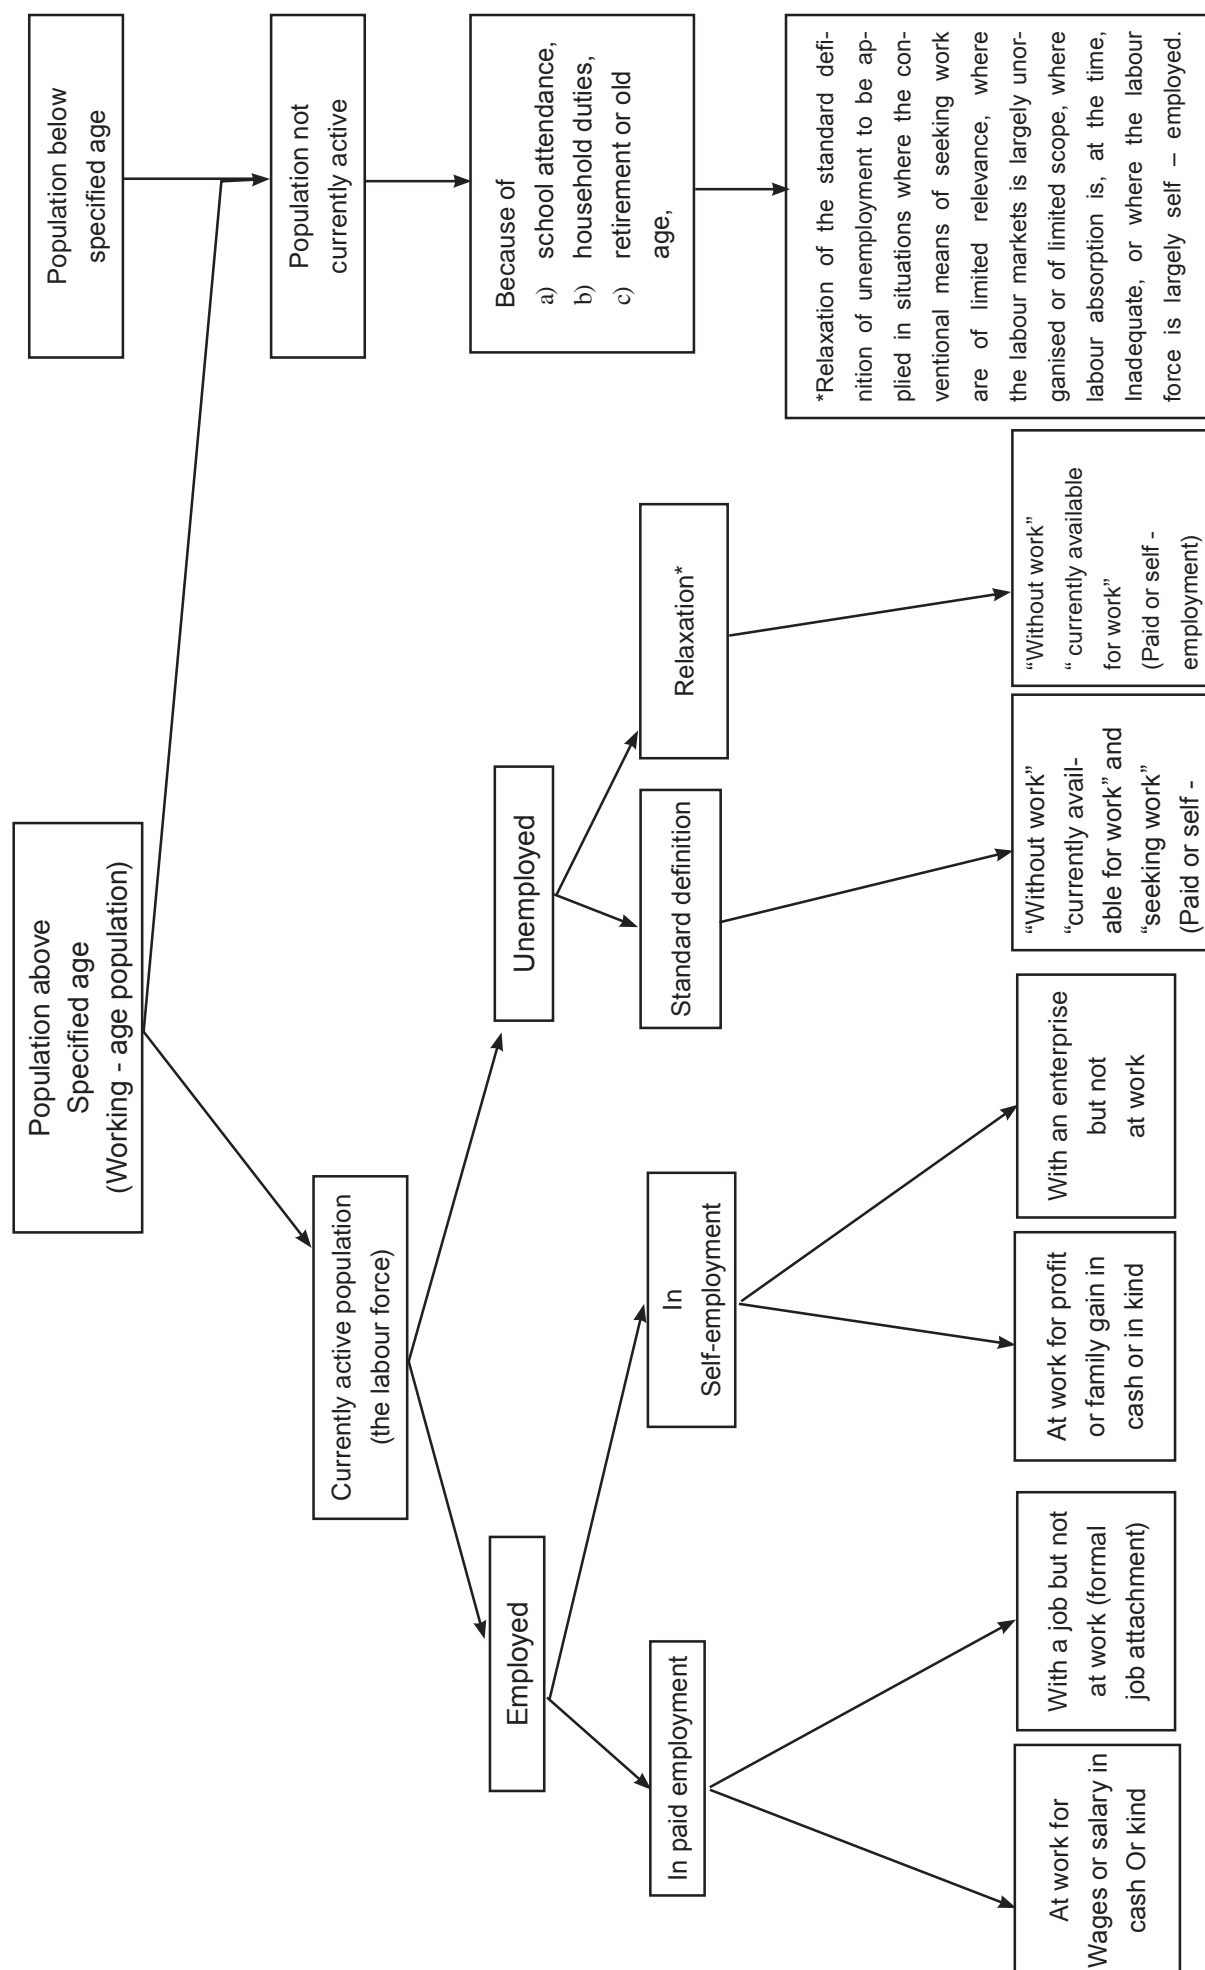 Population above
Specified age
(Working - age population)
Population below
specified age
Currently active population
(the labour force)
Population not
currently active
Employed
Unemployed
Because of
a) school attendance,
b) household duties,
c) retirement or old
age,
In paid employment
In
Self-employment
Standard definition
Relaxation*
At work for
Wages or salary in
cash Or kind
With a job but not
at work (formal
job attachment)
At work for profit
or family gain in
cash or in kind
With an enterprise
but not
at work
“Without work”
“currently avail-
able for work” and
“seeking work”
(Paid or self -
“Without work”
“ currently available
for work”
(Paid or self -
employment)
*Relaxation of the standard defi-
nition of unemployment to be ap-
plied in situations where the con-
ventional means of seeking work
are of limited relevance, where
the labour markets is largely unor-
ganised or of limited scope, where
labour absorption is, at the time,
Inadequate, or where the labour
force is largely self – employed.